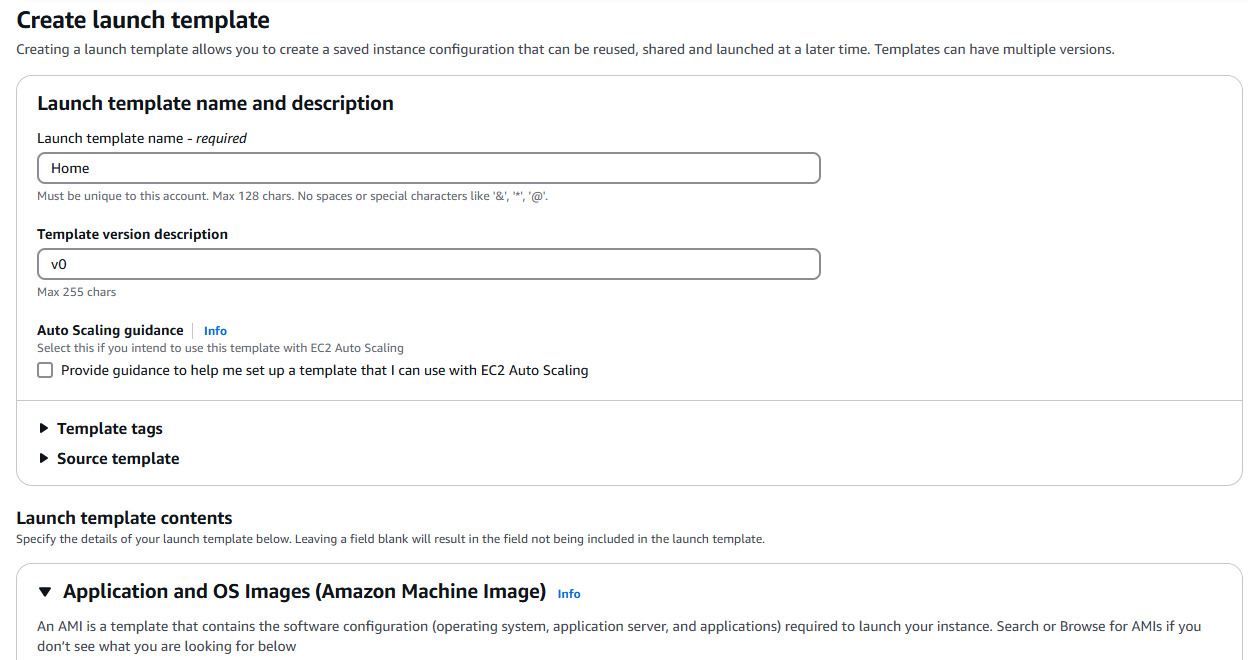 Create launch template
Creating a launch template allows you to create a saved instance configuration that can be reused, shared and launched at a later time. Templates can have multiple versions.
Launch template name and description
Launch template name - required
Home
Must be unique to this account. Max 128 chars. No spaces or special characters like '&', '*', '@'.
Template version description
v0
Max 255 chars
Auto Scaling guidance Info
Select this if you intend to use this template with EC2 Auto Scaling
Provide guidance to help me set up a template that I can use with EC2 Auto Scaling
Template tags
Source template
Launch template contents
Specify the details of your launch template below. Leaving a field blank will result in the field not being included in the launch template.
Application and OS Images (Amazon Machine Image) Info
An AMI is a template that contains the software configuration (operating system, application server, and applications) required to launch your instance. Search or Browse for AMIs if you
don’t see what you are looking for below